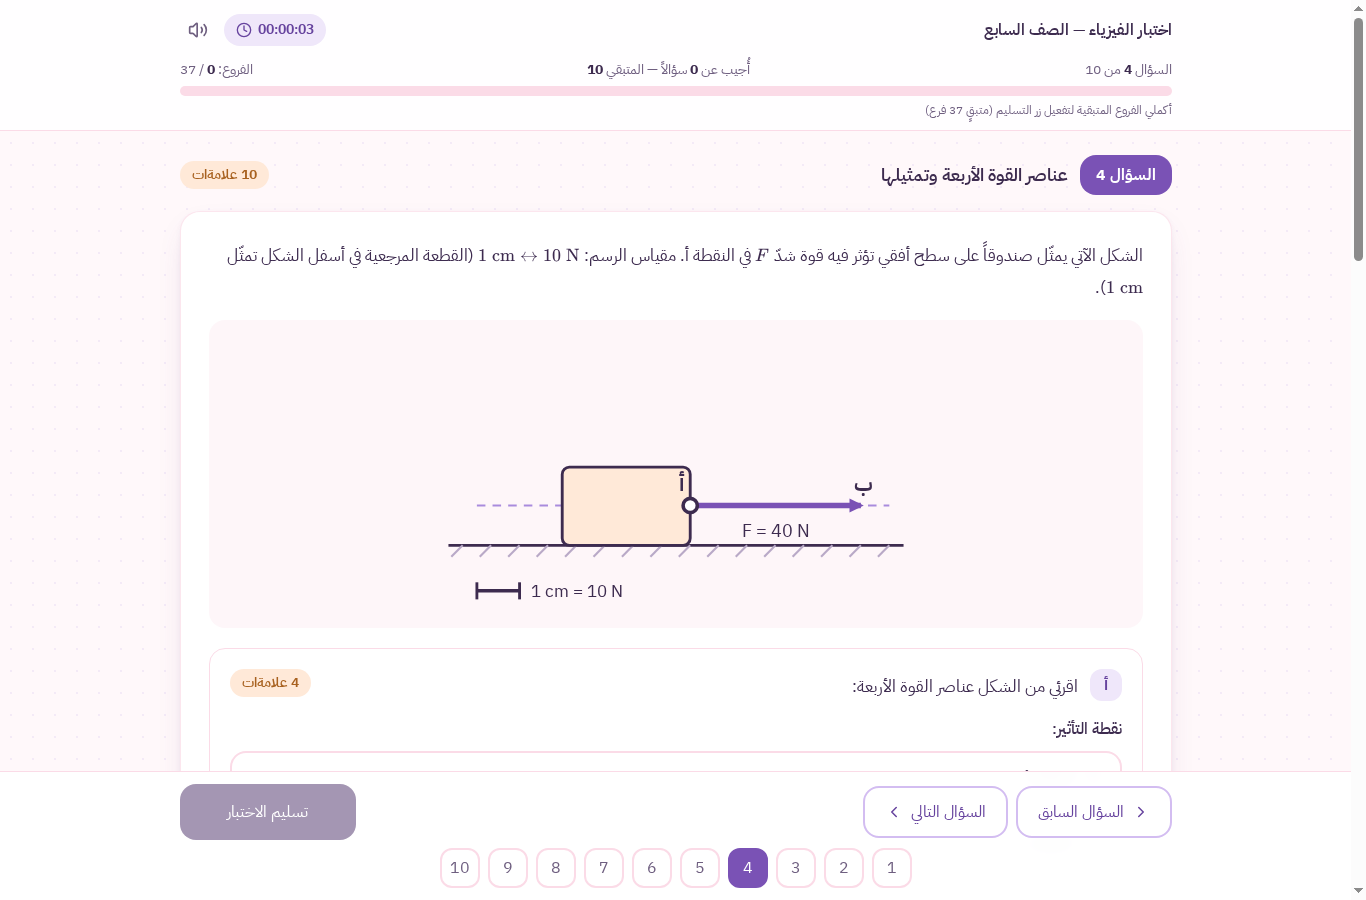 اختبار الفيزياء — الصف السابع
00:00:03
السؤال 4 من 10
أُجيب عن 0 سؤالاً — المتبقي 10
الفروع: 0 / 37
أكملي الفروع المتبقية لتفعيل زر التسليم (متبقٍ 37 فرع)
السؤال 4
عناصر القوة الأربعة وتمثيلها
10 علامات
الشكل الآتي يمثّل صندوقاً على سطح أفقي تؤثر فيه قوة شدّ F في النقطة أ. مقياس الرسم: 1 cm ↔ 10 N (القطعة المرجعية في أسفل الشكل تمثّل
1 cm).
أ
ب
F = 40 N
1 cm = 10 N
أ
اقرئي من الشكل عناصر القوة الأربعة:
4 علامات
نقطة التأثير:
السؤال السابق
السؤال التالي
تسليم الاختبار
1
2
3
4
5
6
7
8
9
10